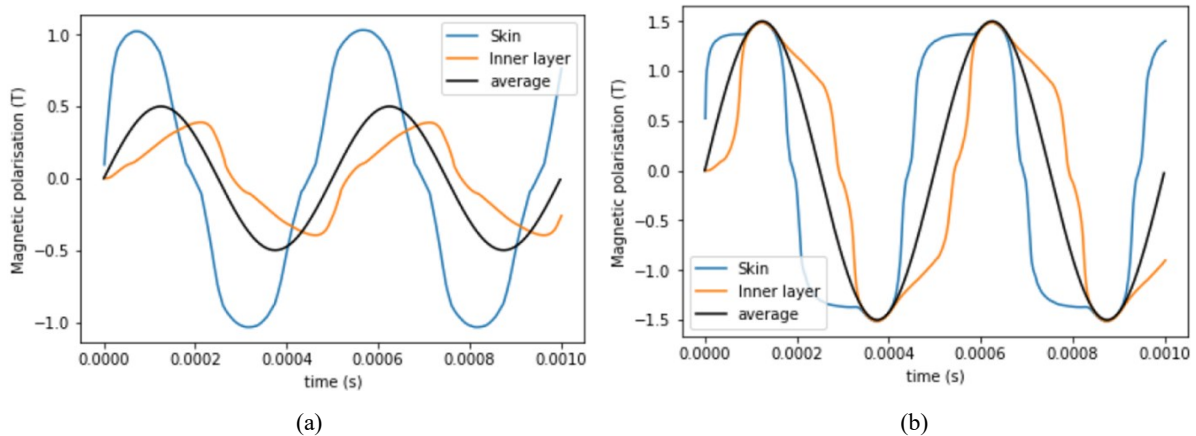 1.0
0.5
0.0
−0.5
−1.0
Magnetic polarisation (T)
0.0000 0.0002 0.0004 0.0006 0.0008 0.0010
time (s)
Skin
Inner layer
average
(a)
1.5
1.0
0.5
0.0
−0.5
−1.0
−1.5
Magnetic polarisation (T)
0.0000 0.0002 0.0004 0.0006 0.0008 0.0010
time (s)
Skin
Inner layer
average
(b)